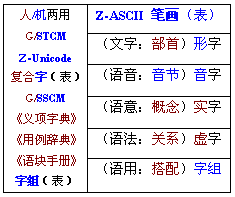 人/机两用
G/STCM
Z-Unicode
复合字（表）
G/SSCM
《义项字典》
《用例辞典》
《语块手册》
字组（表）
Z-ASCII 笔画（表）
（文字：部首）形字
（语音：音节）音字
（语意：概念）实字
（语法：关系）虚字
（语用：搭配）字组